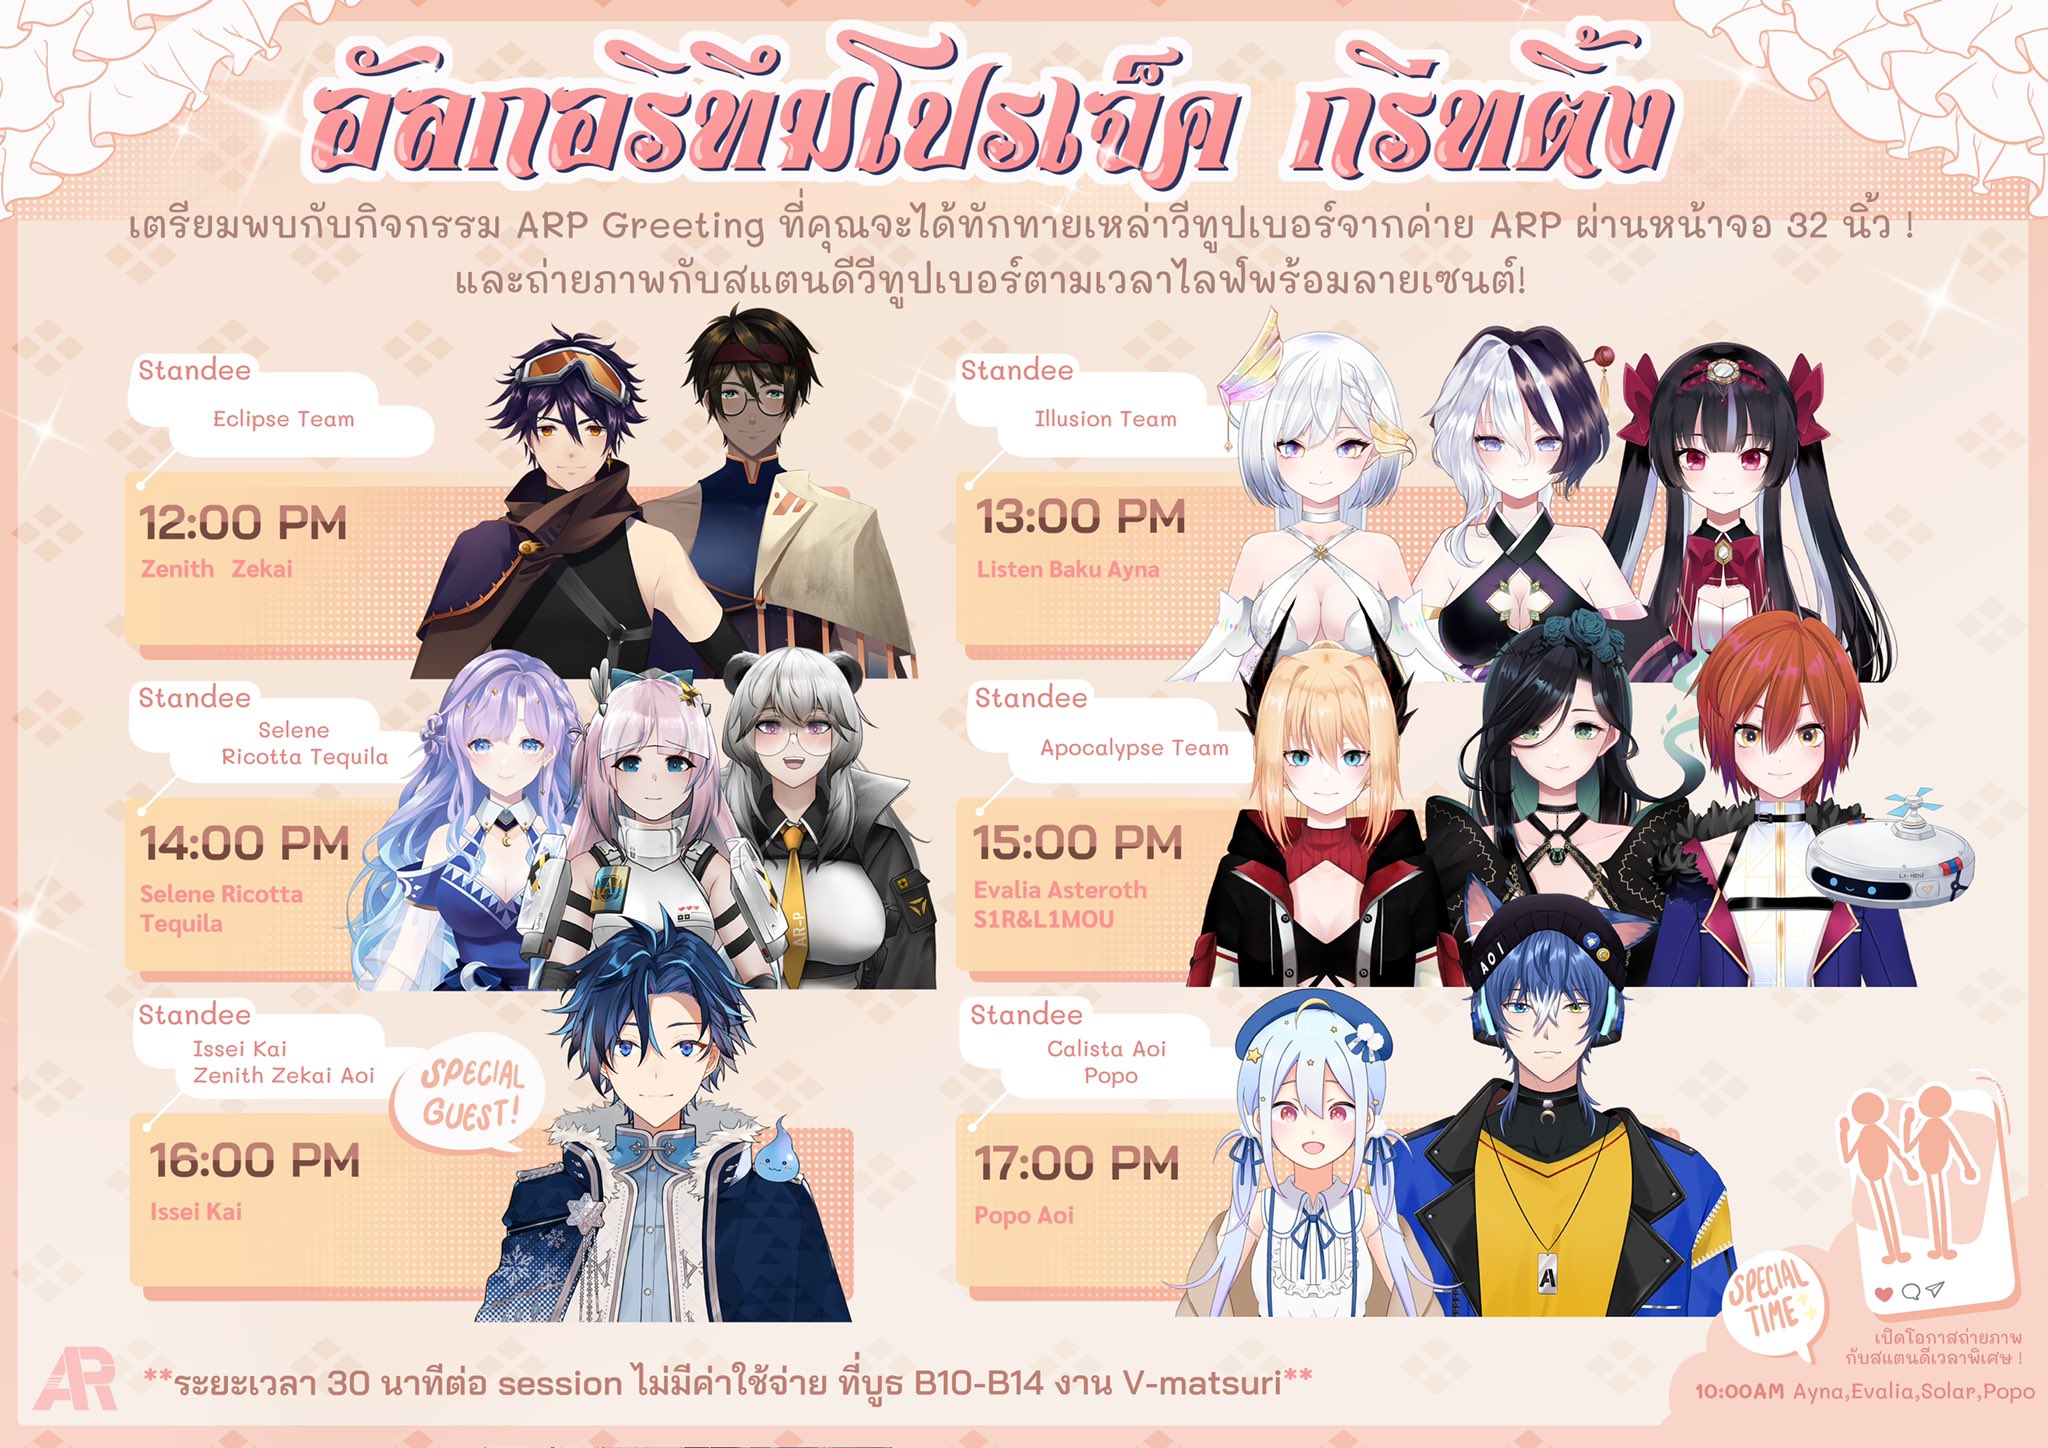 อัลกอริทึมโปรเจ็ค กรีทติ้ง
เตรียมพบกับกิจกรรม ARP Greeting ที่คุณจะได้ทักทายเหล่าวีทูปเบอร์จากค่าย ARP ผ่านหน้าจอ 32 นิ้ว !
และถ่ายภาพกับสแตนดีวีทูปเบอร์ตามเวลาไลฟ์พร้อมลายเซนต์!
Standee
Eclipse Team
12:00 PM
Zenith Zekai
Standee
Illusion Team
13:00 PM
Listen Baku Ayna
Standee
Selene
Ricotta Tequila
14:00 PM
Selene Ricotta
Tequila
AR-P
Standee
Apocalypse Team
15:00 PM
Evalia Asteroth
S1R&L1MOU
LI-MOU
Standee
Issei Kai
Zenith Zekai Aoi
SPECIAL
GUEST!
16:00 PM
Issei Kai
Standee
Calista Aoi
Popo
17:00 PM
Popo Aoi
AOI
A
SPECIAL
TIME
เปิดโอกาสถ่ายภาพ
กับสแตนดีเวลาพิเศษ !
10:00AM Ayna,Evalia,Solar,Popo
AR
**ระยะเวลา 30 นาทีต่อ session ไม่มีค่าใช้จ่าย ที่บูธ B10-B14 งาน V-matsuri**